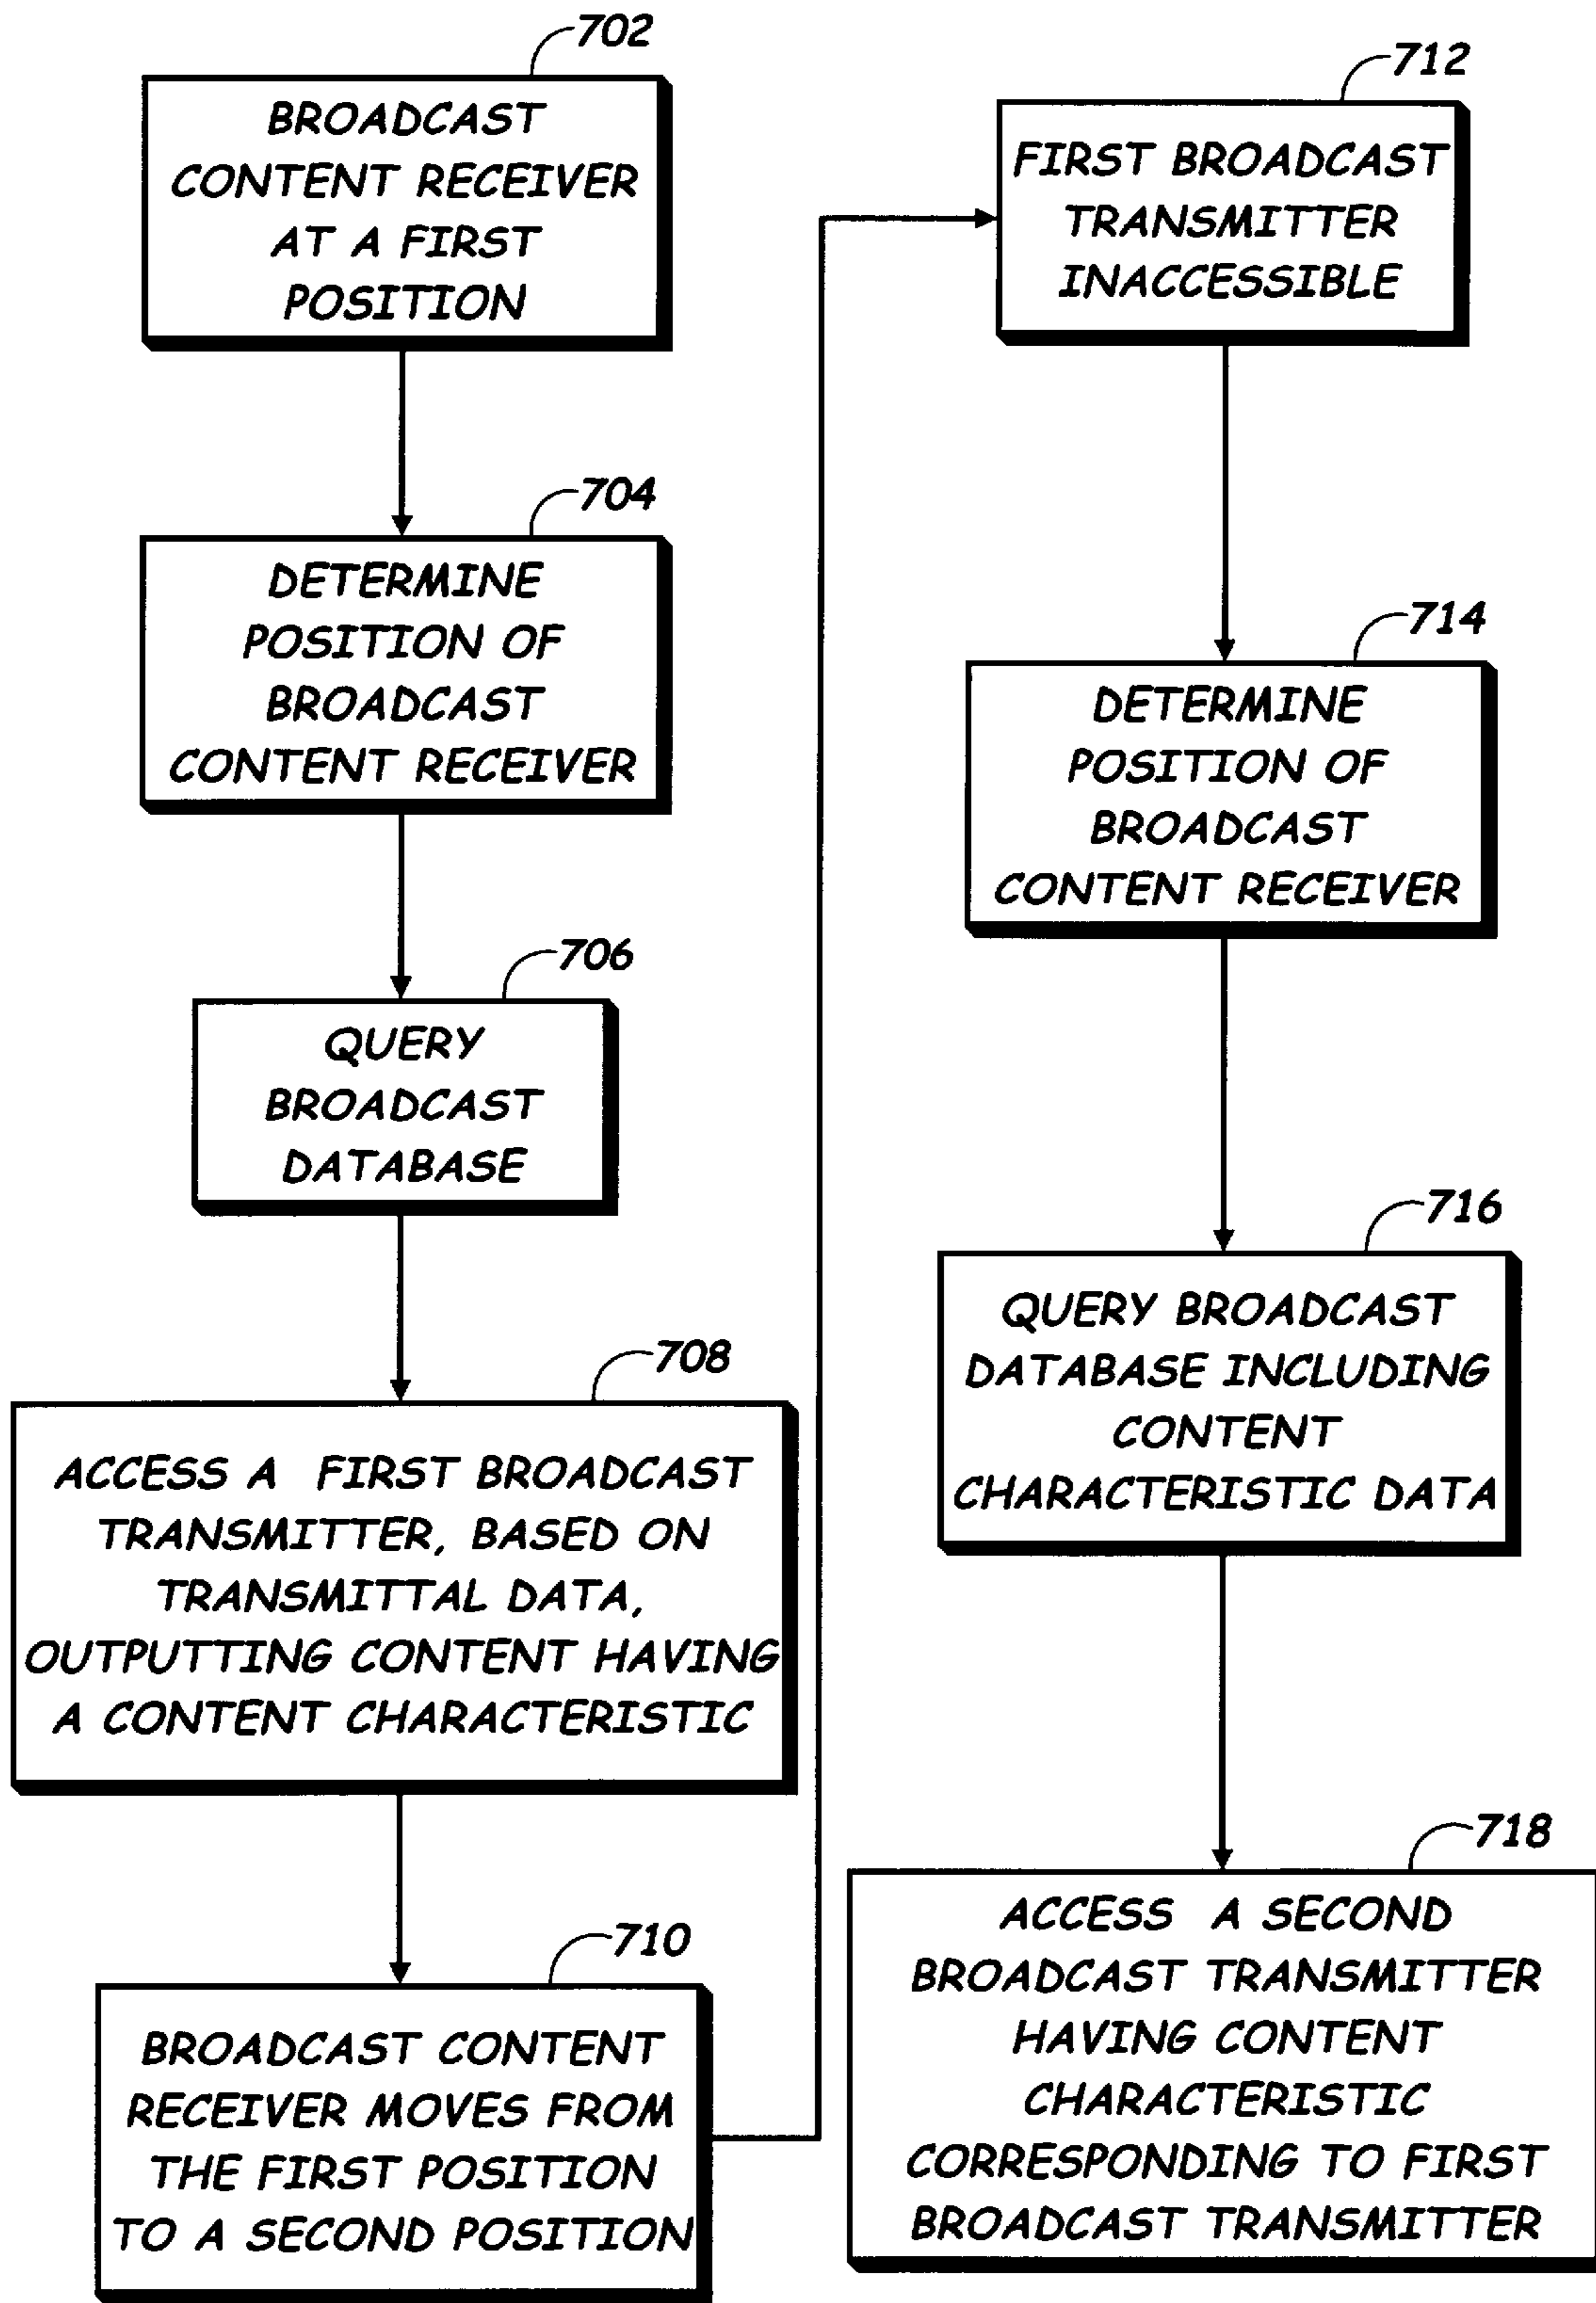 702
BROADCAST
CONTENT RECEIVER
AT A FIRST
POSITION
704
DETERMINE
POSITION OF
BROADCAST
CONTENT RECEIVER
706
QUERY
BROADCAST
DATABASE
708
ACCESS A FIRST BROADCAST
TRANSMITTER, BASED ON
TRANSMITTAL DATA,
OUTPUTTING CONTENT HAVING
A CONTENT CHARACTERISTIC
710
BROADCAST CONTENT
RECEIVER MOVES FROM
THE FIRST POSITION
TO A SECOND POSITION
712
FIRST BROADCAST
TRANSMITTER
INACCESSIBLE
714
DETERMINE
POSITION OF
BROADCAST
CONTENT RECEIVER
716
QUERY BROADCAST
DATABASE INCLUDING
CONTENT
CHARACTERISTIC DATA
718
ACCESS A SECOND
BROADCAST TRANSMITTER
HAVING CONTENT
CHARACTERISTIC
CORRESPONDING TO FIRST
BROADCAST TRANSMITTER